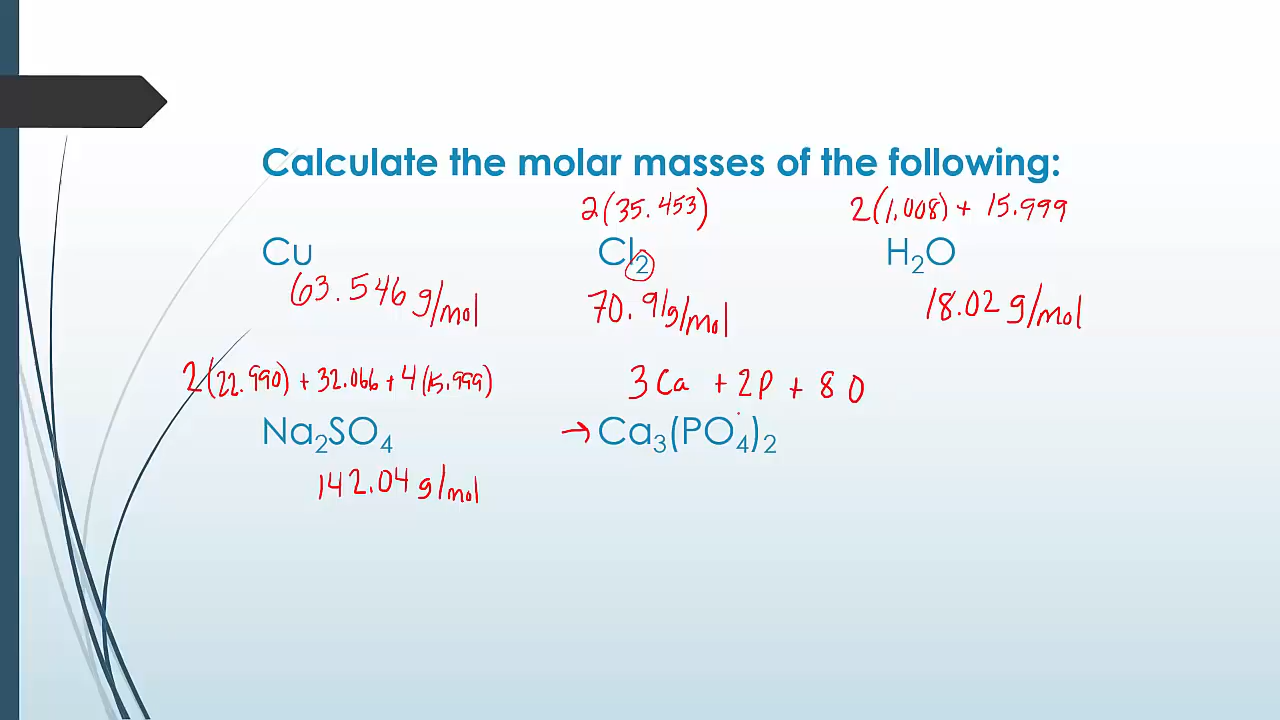 Calculate the molar masses of the following:
2(35.453)
2(1.008) + 15.999
Cu
Cl₂
H₂O
63.546 g/mol
70.91g/mol
18.02 g/mol
2(22.990) + 32.066 + 4(15.999)
3 Ca + 2P + 8 O
Na₂SO₄
→ Ca₃(PO₄)₂
142.04 g/mol